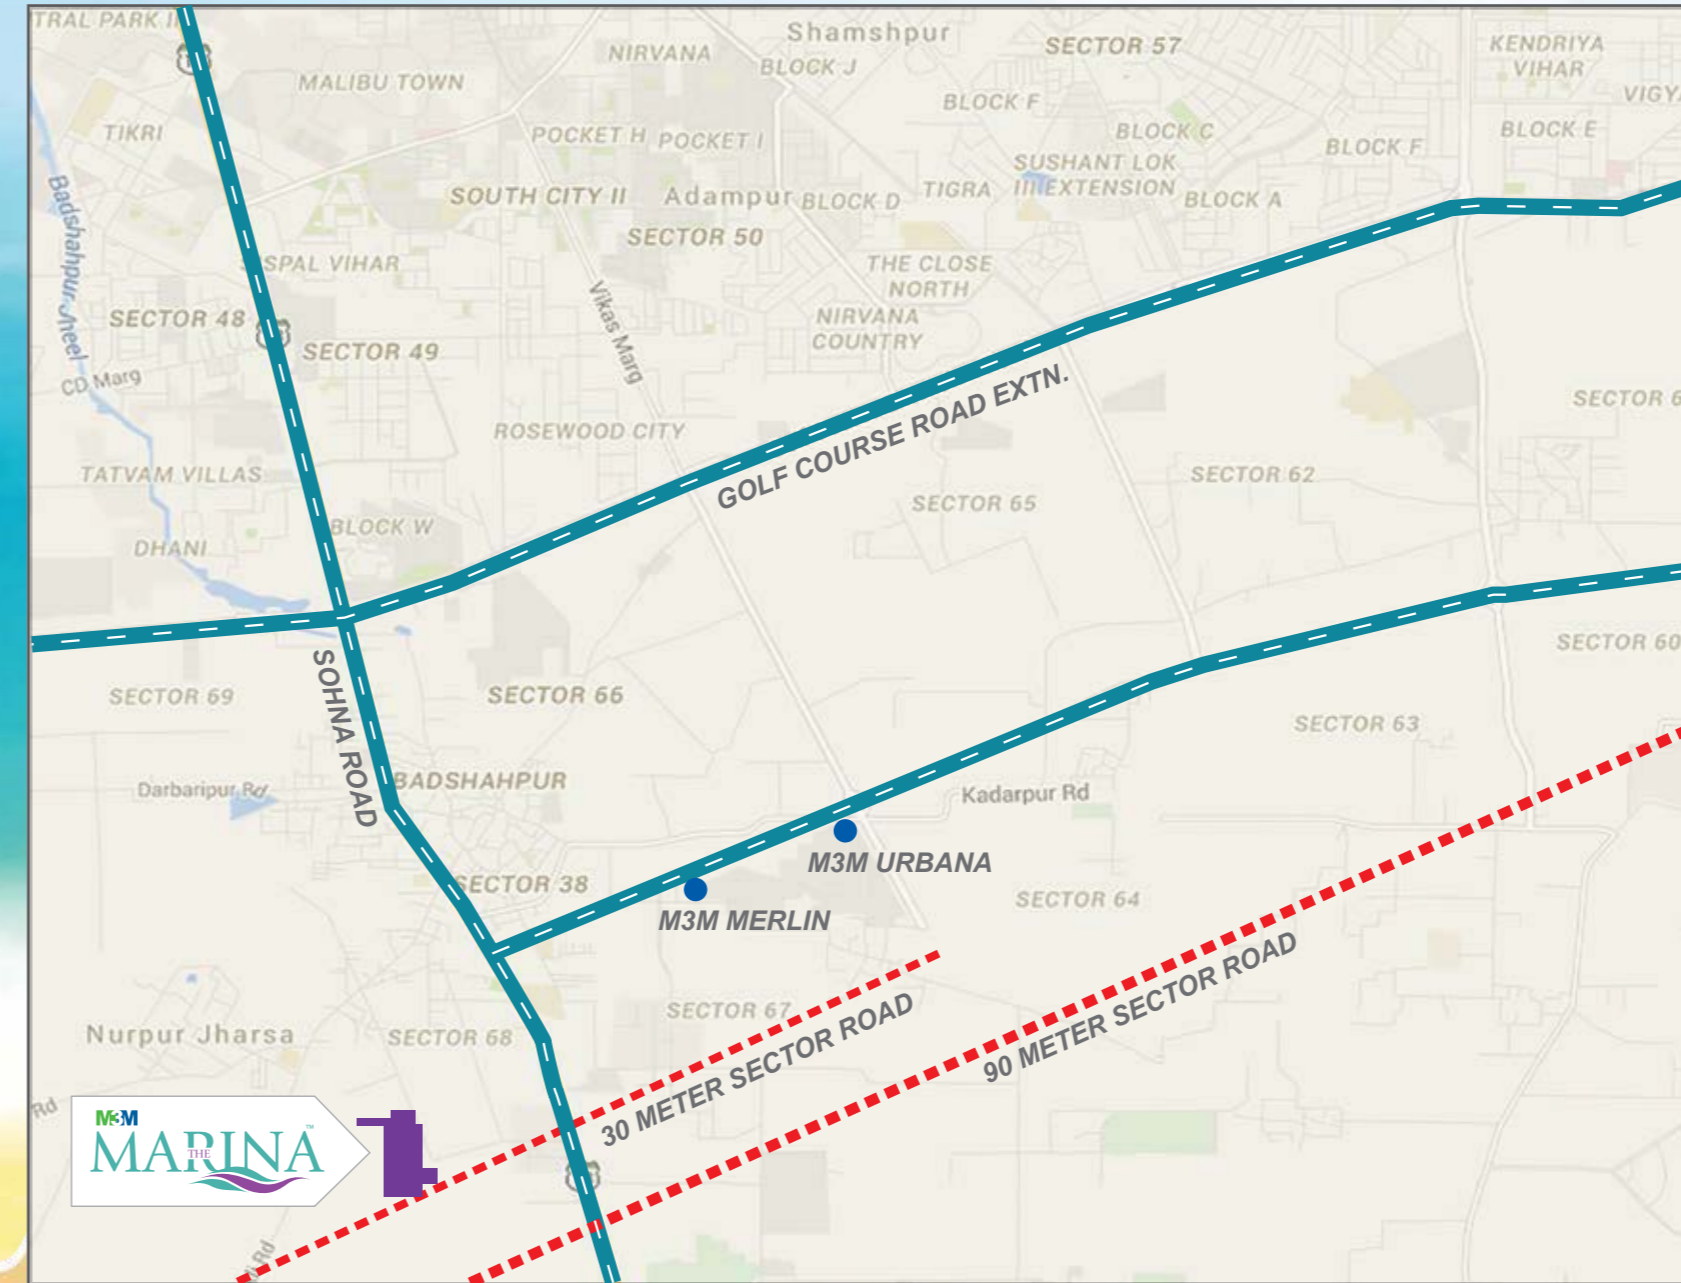 TRAL PARK II
Shamshpur
SECTOR 57
KENDRIYA
VIHAR
NIRVANA
BLOCK J
MALIBU TOWN
BLOCK F
VIGY
TIKRI
POCKET H
POCKET I
BLOCK C
BLOCK F
BLOCK E
SUSHANT LOK
III EXTENSION
SOUTH CITY II
Adampur
BLOCK D
TIGRA
BLOCK A
Badshahpur Jheel
SECTOR 50
SPAL VIHAR
THE CLOSE
NORTH
Vikas Marg
SECTOR 48
SECTOR 49
NIRVANA
COUNTRY
CD Marg
SECTOR 6
GOLF COURSE ROAD EXTN.
ROSEWOOD CITY
TATVAM VILLAS
SECTOR 62
SECTOR 65
BLOCK W
DHANI
SOHNA ROAD
SECTOR 60
SECTOR 69
SECTOR 66
SECTOR 63
BADSHAHPUR
Darbaripur Rd
Kadarpur Rd
M3M URBANA
SECTOR 38
M3M MERLIN
SECTOR 64
SECTOR 67
30 METER SECTOR ROAD
90 METER SECTOR ROAD
Nurpur Jharsa
SECTOR 68
Rd
M3M
THE
MARINA™
Rd